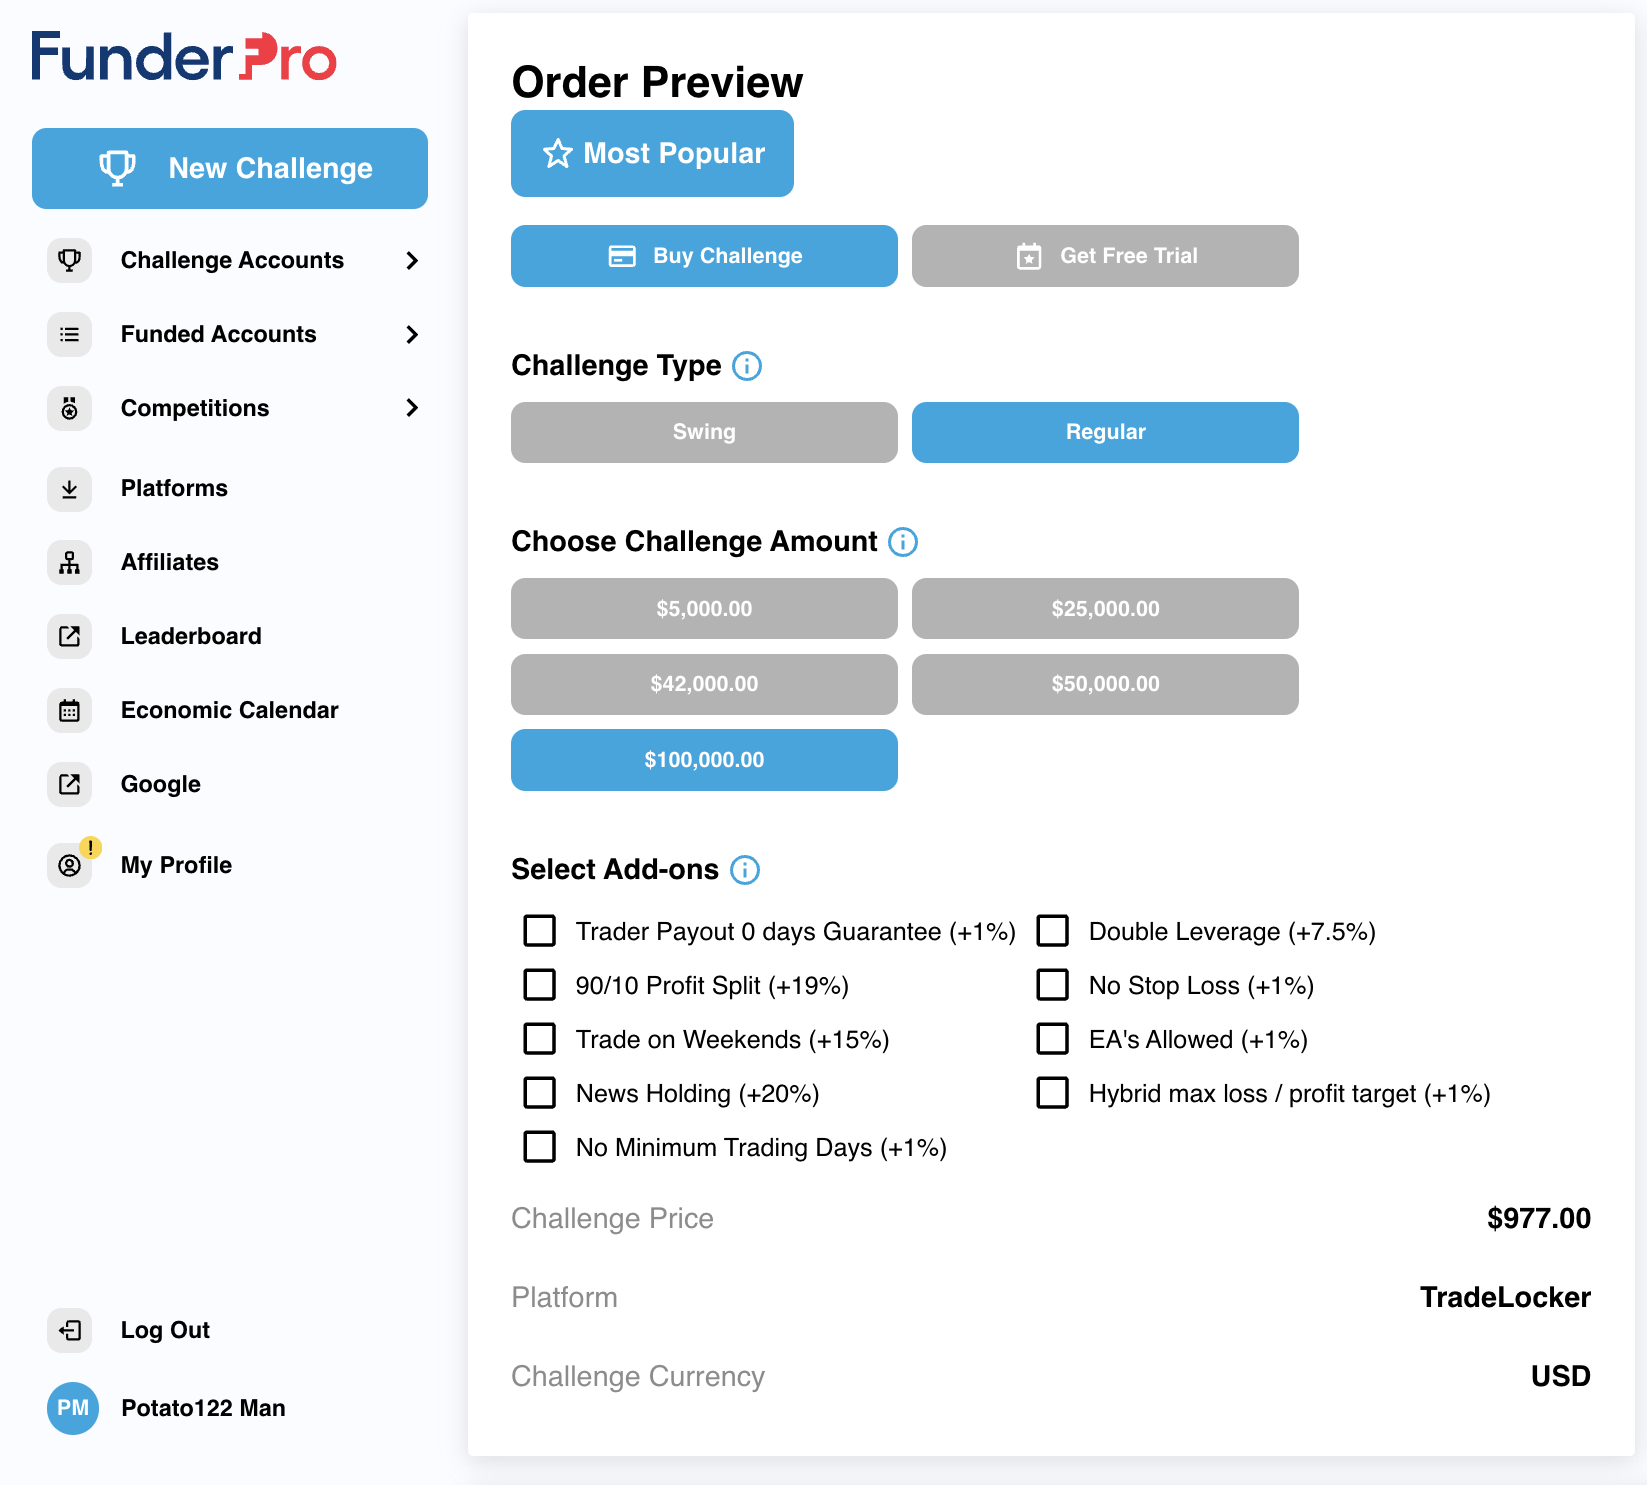 FunderPro
New Challenge
Challenge Accounts
Funded Accounts
Competitions
Platforms
Affiliates
Leaderboard
Economic Calendar
Google
!
My Profile
Log Out
PM
Potato122 Man
Order Preview
Most Popular
Buy Challenge
Get Free Trial
Challenge Type
Swing
Regular
Choose Challenge Amount
$5,000.00
$25,000.00
$42,000.00
$50,000.00
$100,000.00
Select Add-ons
Trader Payout 0 days Guarantee (+1%)
Double Leverage (+7.5%)
90/10 Profit Split (+19%)
No Stop Loss (+1%)
Trade on Weekends (+15%)
EA's Allowed (+1%)
News Holding (+20%)
Hybrid max loss / profit target (+1%)
No Minimum Trading Days (+1%)
Challenge Price $977.00
Platform TradeLocker
Challenge Currency USD